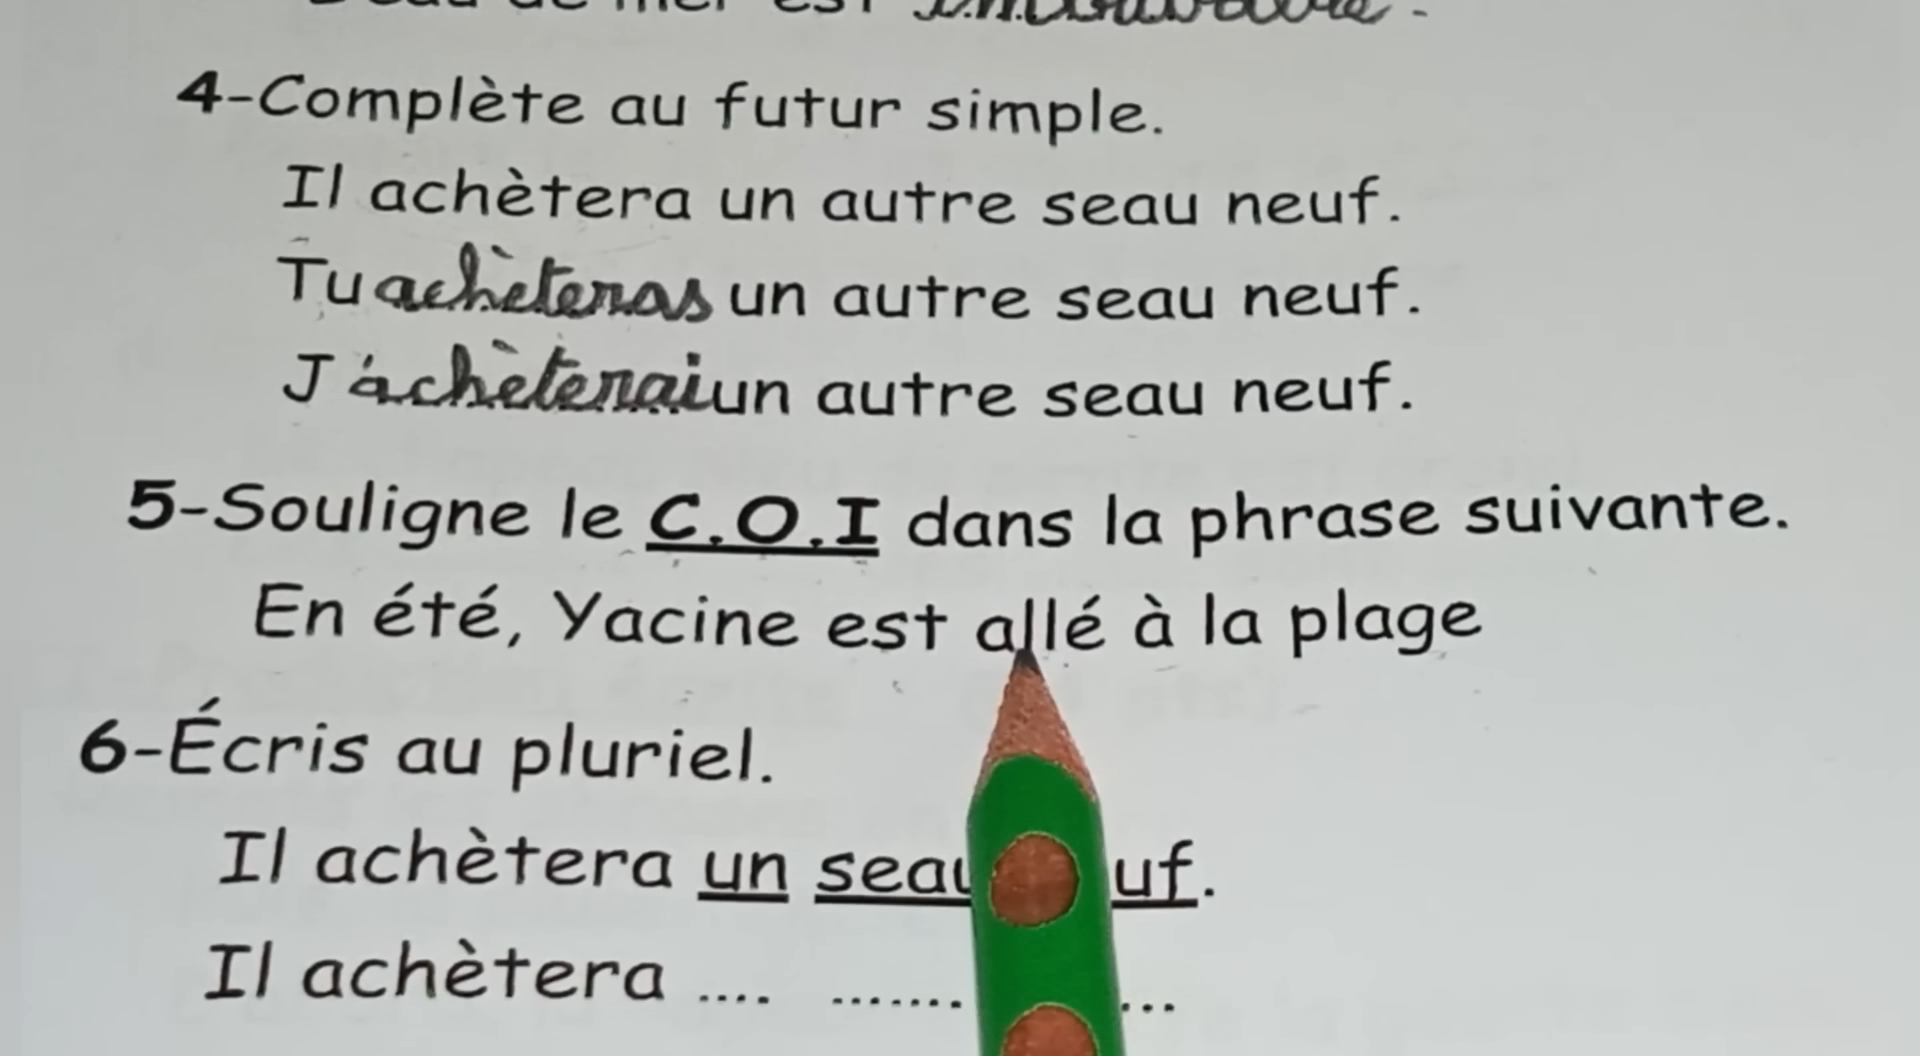 4-Complète au futur simple.
Il achètera un autre seau neuf.
Tu achèteras un autre seau neuf.
J'achèterai un autre seau neuf.
5-Souligne le C.O.I dans la phrase suivante.
En été, Yacine est allé à la plage
6-Écris au pluriel.
Il achètera un seau
Il achètera .... ....... ...